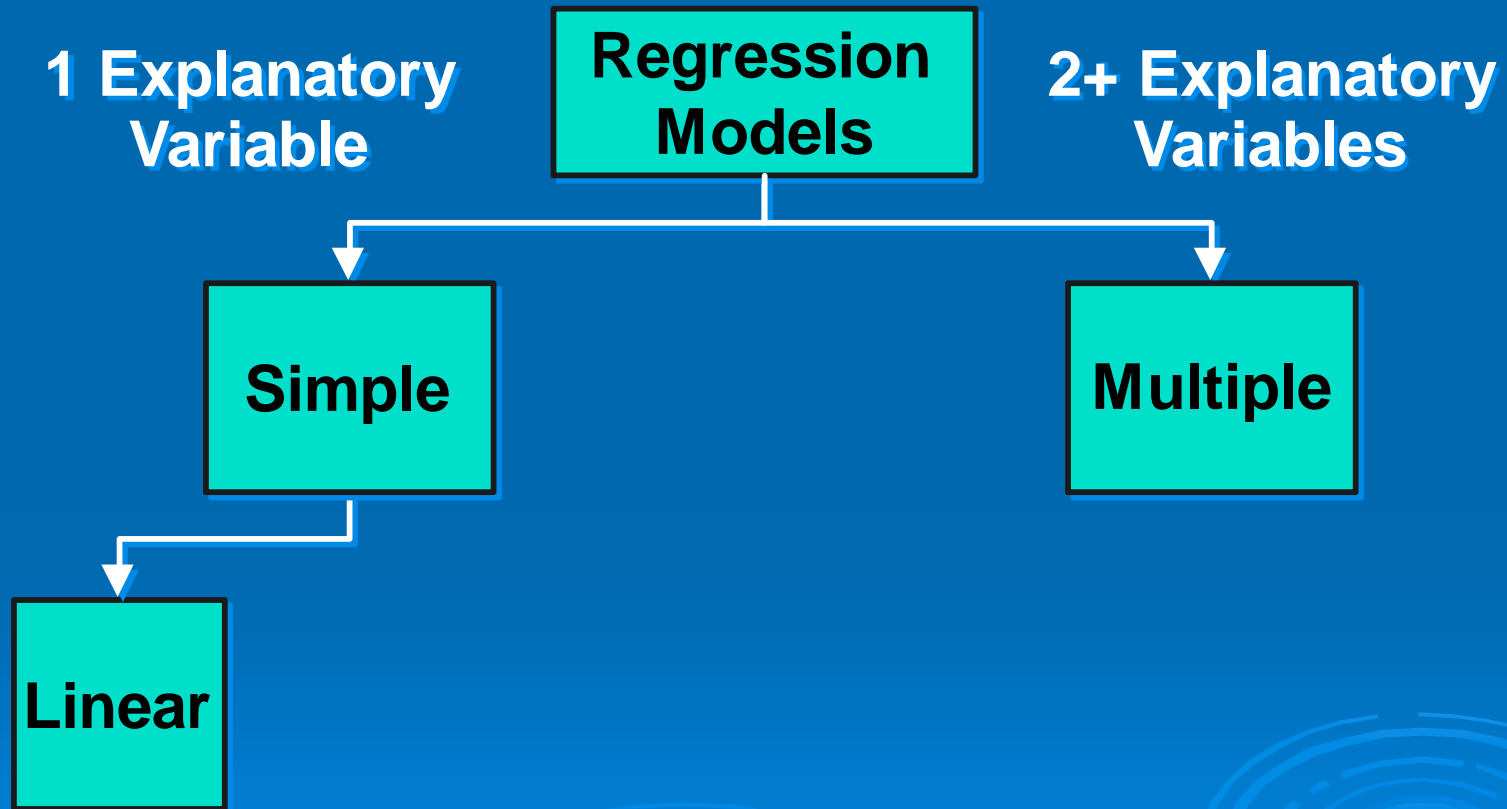 1 Explanatory
Variable
Regression
Models
2+ Explanatory
Variables
Simple
Multiple
Linear